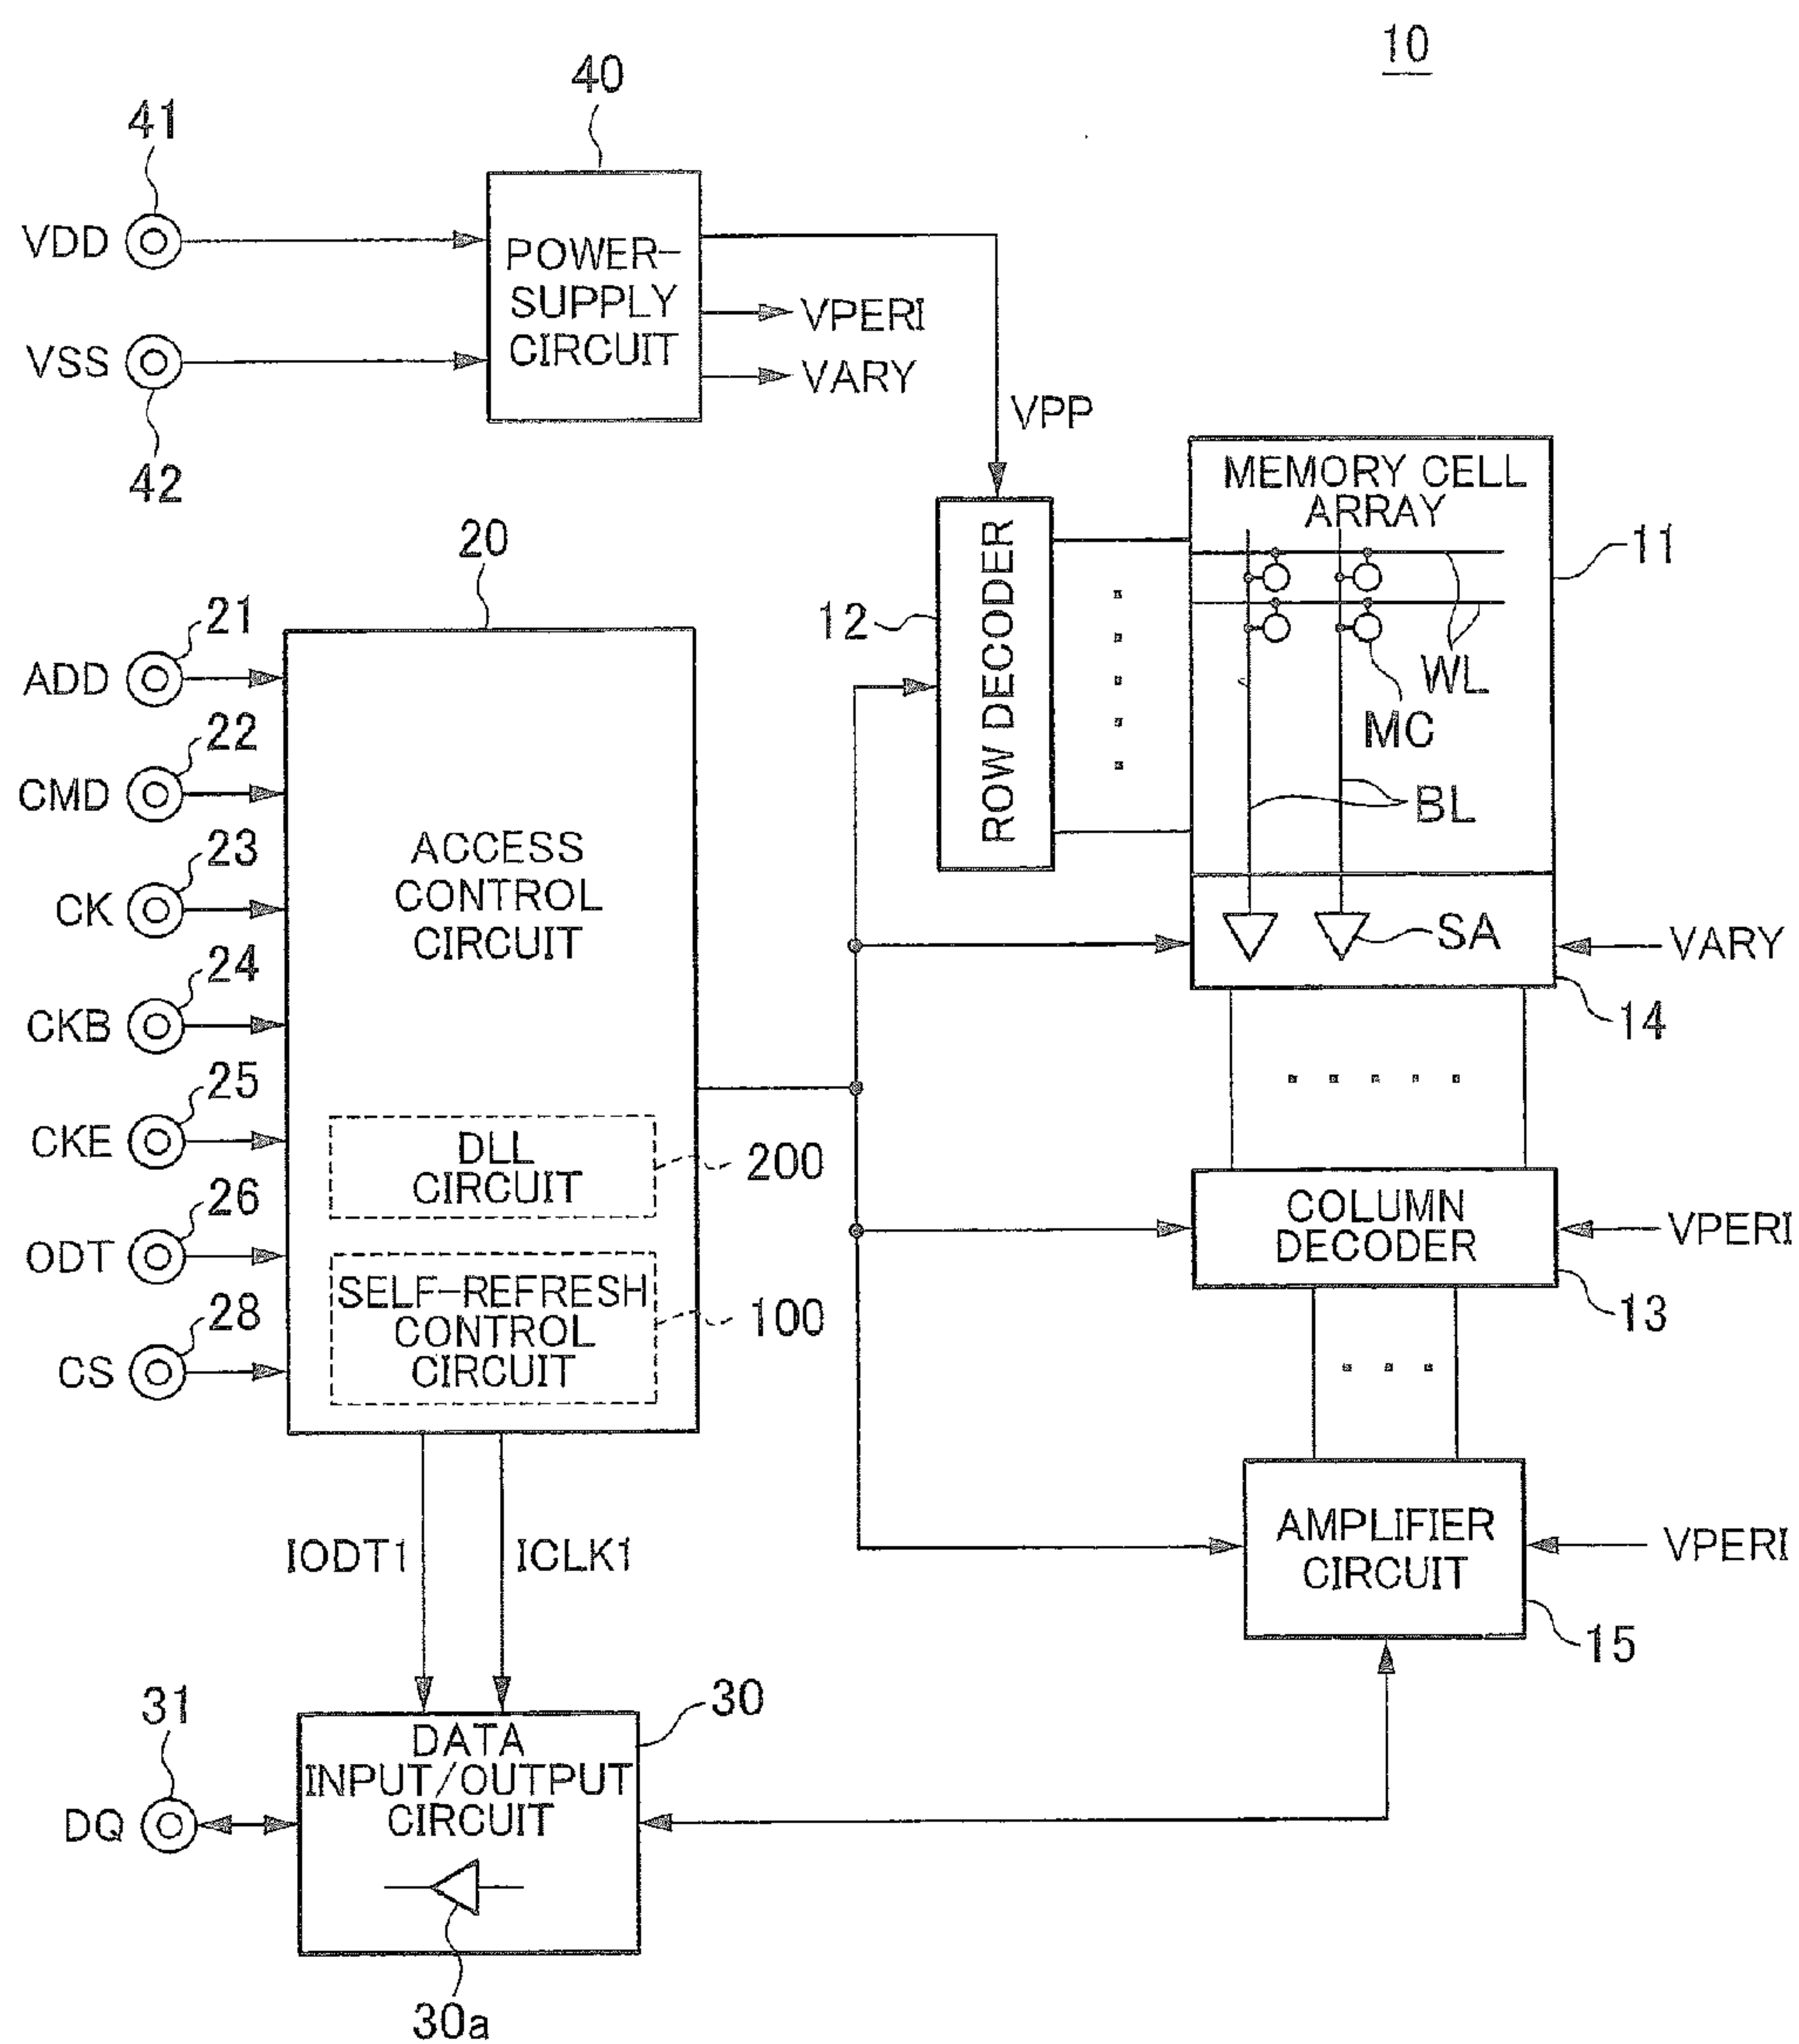 10
40
41
VDD
POWER-
SUPPLY
CIRCUIT
VPERI
VSS
VARY
42
VPP
MEMORY CELL
ARRAY
11
20
ROW DECODER
12
21
ADD
WL
22
MC
CMD
BL
ACCESS
CONTROL
CIRCUIT
23
CK
SA
VARY
24
CKB
14
25
CKE
DLL
CIRCUIT
200
26
ODT
COLUMN
DECODER
VPERI
13
SELF-REFRESH
CONTROL
CIRCUIT
100
28
CS
IODT1
ICLK1
AMPLIFIER
CIRCUIT
VPERI
15
31
30
DATA
INPUT/OUTPUT
CIRCUIT
DQ
30a